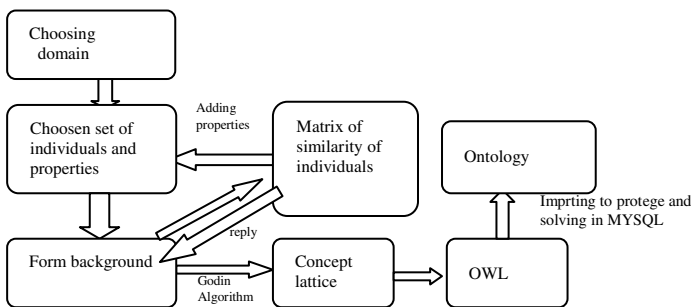 Choosing
domain
Adding
properties
Choosen set of
individuals and
properties
Matrix of
similarity of
individuals
Ontology
Imprting to protege and
solving in MYSQL
reply
Form background
Godin
Algorithm
Concept
lattice
OWL